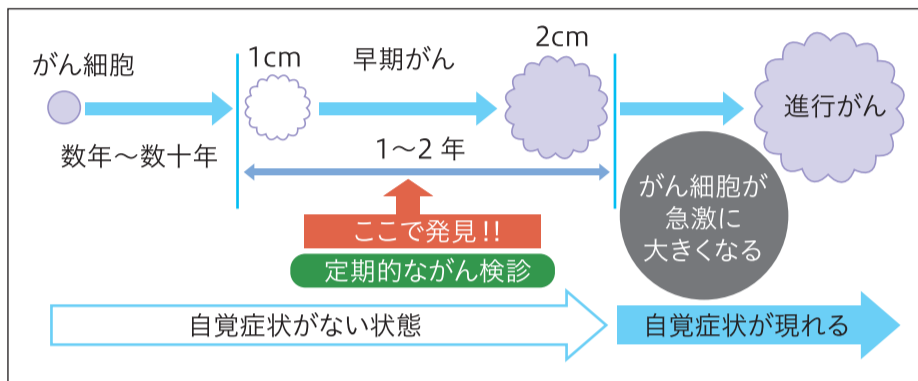 がん細胞
1cm
早期がん
2cm
進行がん
数年〜数十年
1〜2 年
ここで発見!!
定期的ながん検診
がん細胞が
急激に
大きくなる
自覚症状がない状態
自覚症状が現れる